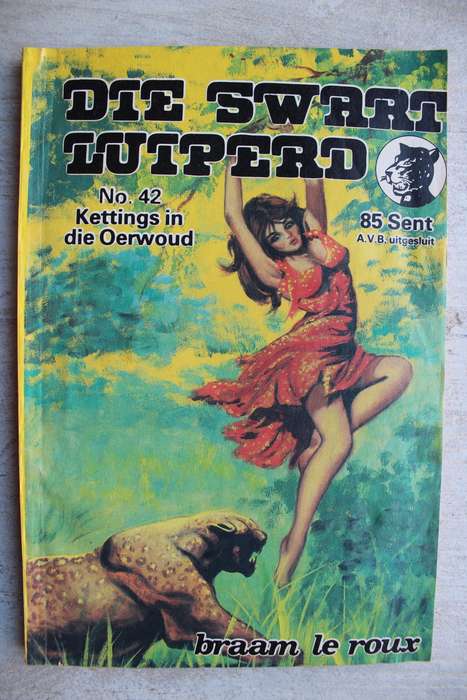 DIE SWART
LUIPERD
No. 42
Kettings in
die Oerwoud
85 Sent
A.V.B. uitgesluit
braam le roux